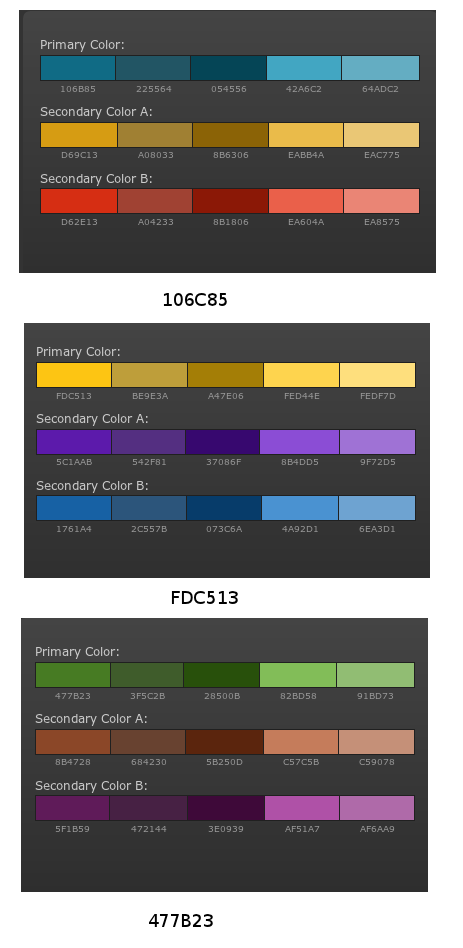 Primary Color:
106B85 225564 054556 42A6C2 64ADC2
Secondary Color A:
D69C13 A08033 8B6306 EABB4A EAC775
Secondary Color B:
D62E13 A04233 8B1806 EA604A EA8575
106C85
Primary Color:
FDC513 BE9E3A A47E06 FED44E FEDF7D
Secondary Color A:
5C1AAB 542F81 37086F 8B4DD5 9F72D5
Secondary Color B:
1761A4 2C557B 073C6A 4A92D1 6EA3D1
FDC513
Primary Color:
477B23 3F5C2B 28500B 82BD58 91BD73
Secondary Color A:
8B4728 684230 5B250D C57C5B C59078
Secondary Color B:
5F1B59 472144 3E0939 AF51A7 AF6AA9
477B23